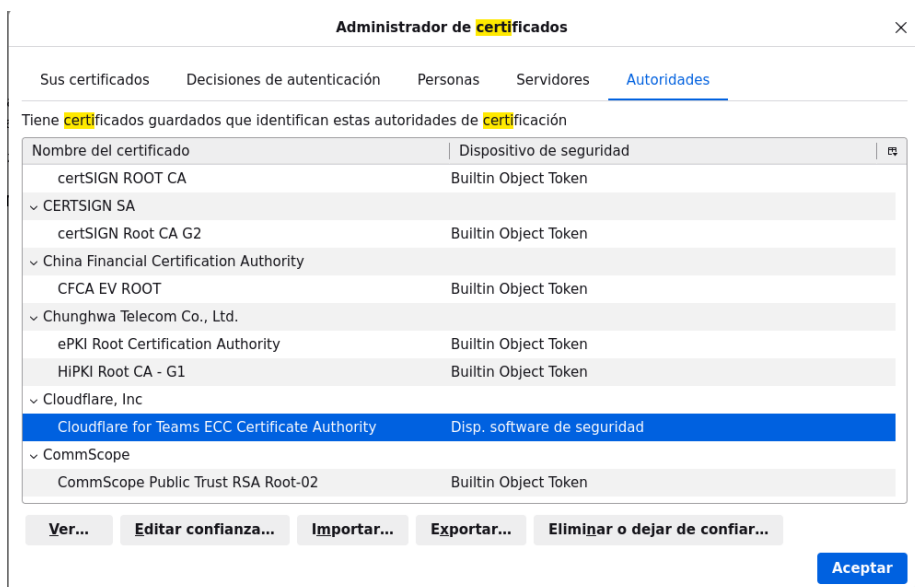 Administrador de certificados
Sus certificados Decisiones de autenticación Personas Servidores Autoridades
Tiene certificados guardados que identifican estas autoridades de certificación
Nombre del certificado Dispositivo de seguridad
certSIGN ROOT CA Builtin Object Token
CERTSIGN SA
certSIGN Root CA G2 Builtin Object Token
China Financial Certification Authority
CFCA EV ROOT Builtin Object Token
Chunghwa Telecom Co., Ltd.
ePKI Root Certification Authority Builtin Object Token
HiPKI Root CA - G1 Builtin Object Token
Cloudflare, Inc
Cloudflare for Teams ECC Certificate Authority Disp. software de seguridad
CommScope
CommScope Public Trust RSA Root-02 Builtin Object Token
Ver... Editar confianza... Importar... Exportar... Eliminar o dejar de confiar...
Aceptar